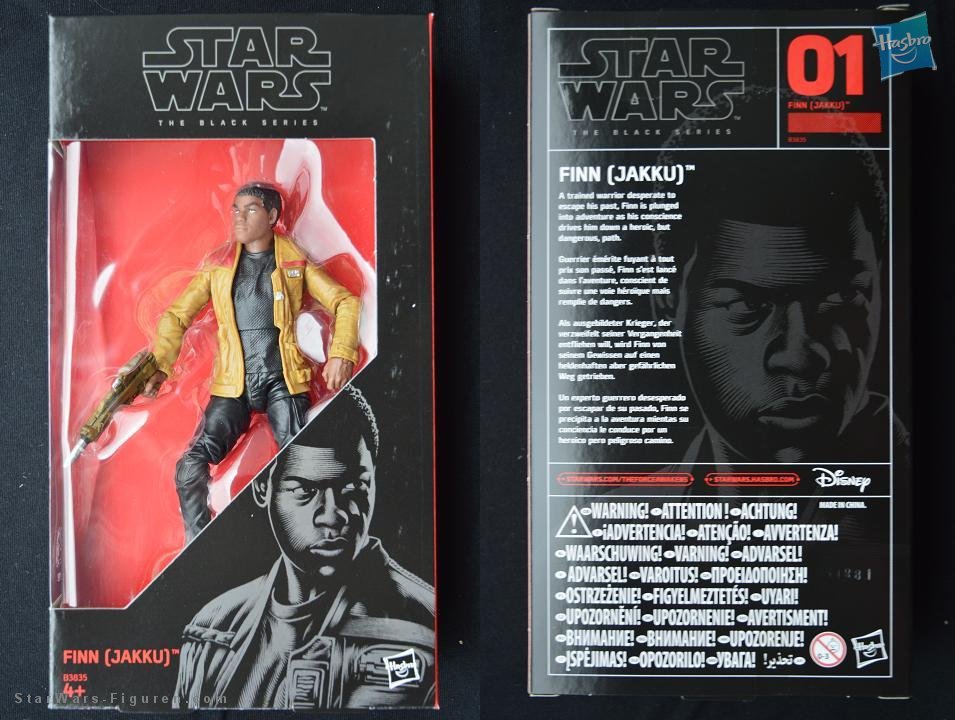 STAR
WARS™
THE BLACK SERIES
FINN (JAKKU)™
B3835
4+
Hasbro
StarWars-Figuren.com
STAR
WARS™
THE BLACK SERIES
01
FINN (JAKKU)™
B3835
Hasbro
FINN (JAKKU)™
A trained warrior desperate to
escape his past, Finn is plunged
into adventure as his conscience
drives him down a heroic, but
dangerous, path.
Guerrier émérite fuyant à tout
prix son passé, Finn s'est lancé
dans l'aventure, conscient de
suivre une voie héroïque mais
remplie de dangers.
Als ausgebildeter Krieger, der
verzweifelt seiner Vergangenheit
entfliehen will, wird Finn von
seinem Gewissen auf einen
heldenhaften aber gefährlichen
Weg getrieben.
Un experto guerrero desesperado
por escapar de su pasado, Finn se
precipita a la aventura mientas su
conciencia le conduce por un
heroico pero peligroso camino.
STARWARS.COM/THEFORCEAWAKENS STARWARS.HASBRO.COM Disney
MADE IN CHINA.
WARNING! ATTENTION! ACHTUNG!
¡ADVERTENCIA! ATENÇÃO! AVVERTENZA!
WAARSCHUWING! VARNING! ADVARSEL!
ADVARSEL! VAROITUS! ΠΡΟΕΙΔΟΠΟΙΗΣΗ!
OSTRZEŻENIE! FIGYELMEZTETÉS! UYARI!
UPOZORNĚNÍ! UPOZORNENIE! AVERTISMENT!
ВНИМАНИЕ! ВНИМАНИЕ! UPOZORENJE!
ĮSPĖJIMAS! OPOZORILO! УВАГА! تحذير!
0-3
Hasbro